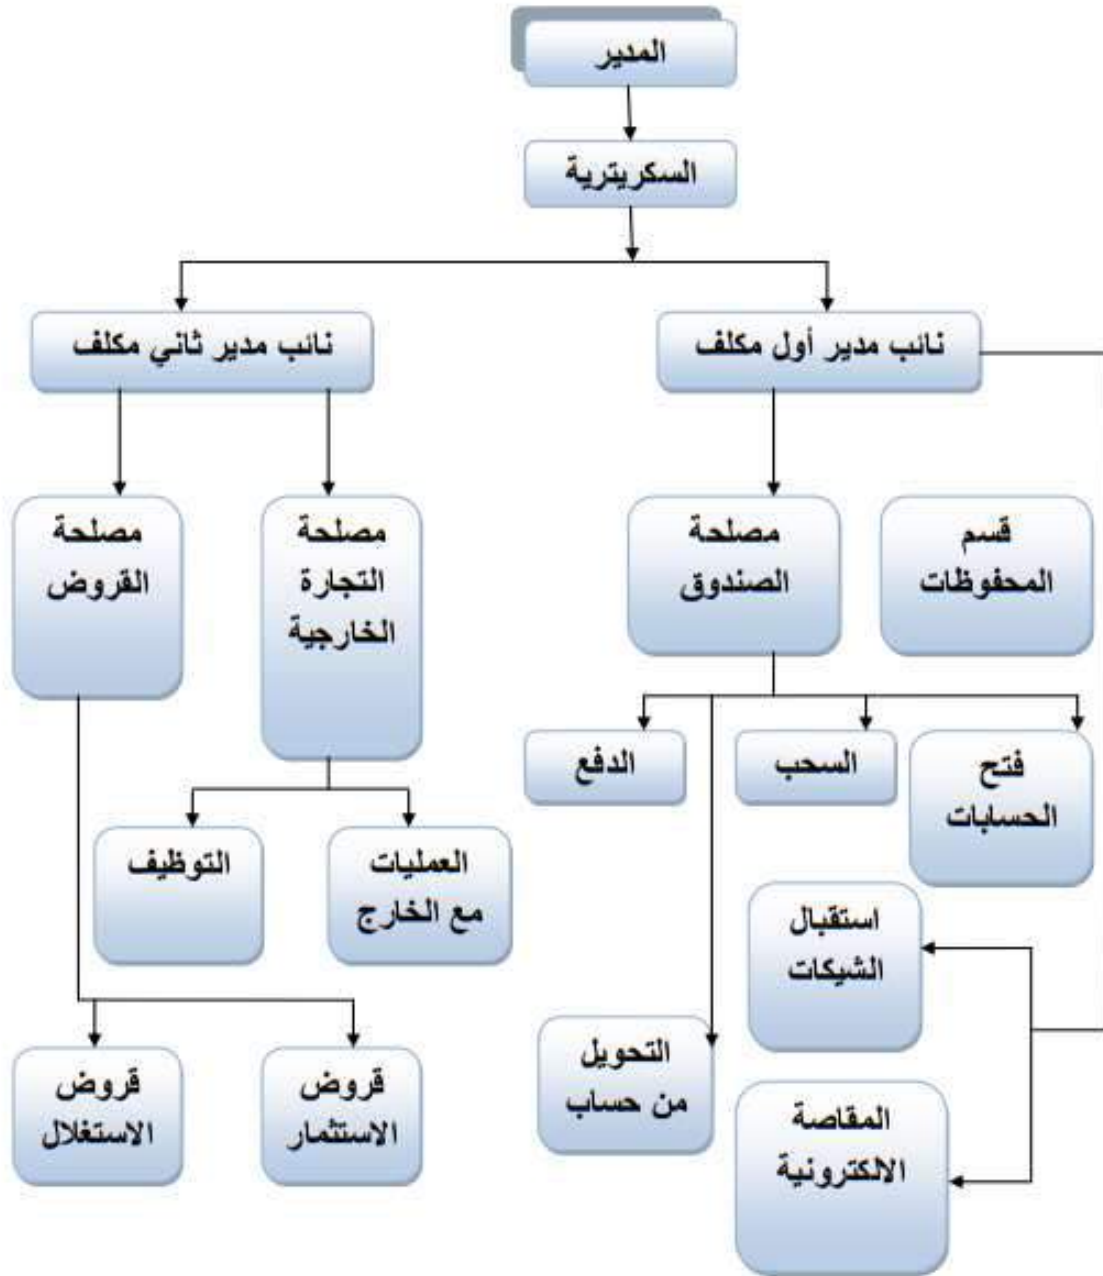 المدير
السكريترية
نائب مدير أول مكلف
نائب مدير ثاني مكلف
قسم
المحفوظات
مصلحة
الصندوق
مصلحة
التجارة
الخارجية
مصلحة
القروض
فتح
الحسابات
السحب
الدفع
العمليات
مع الخارج
التوظيف
استقبال
الشيكات
التحويل
من حساب
المقاصة
الالكترونية
قروض
الاستثمار
قروض
الاستغلال